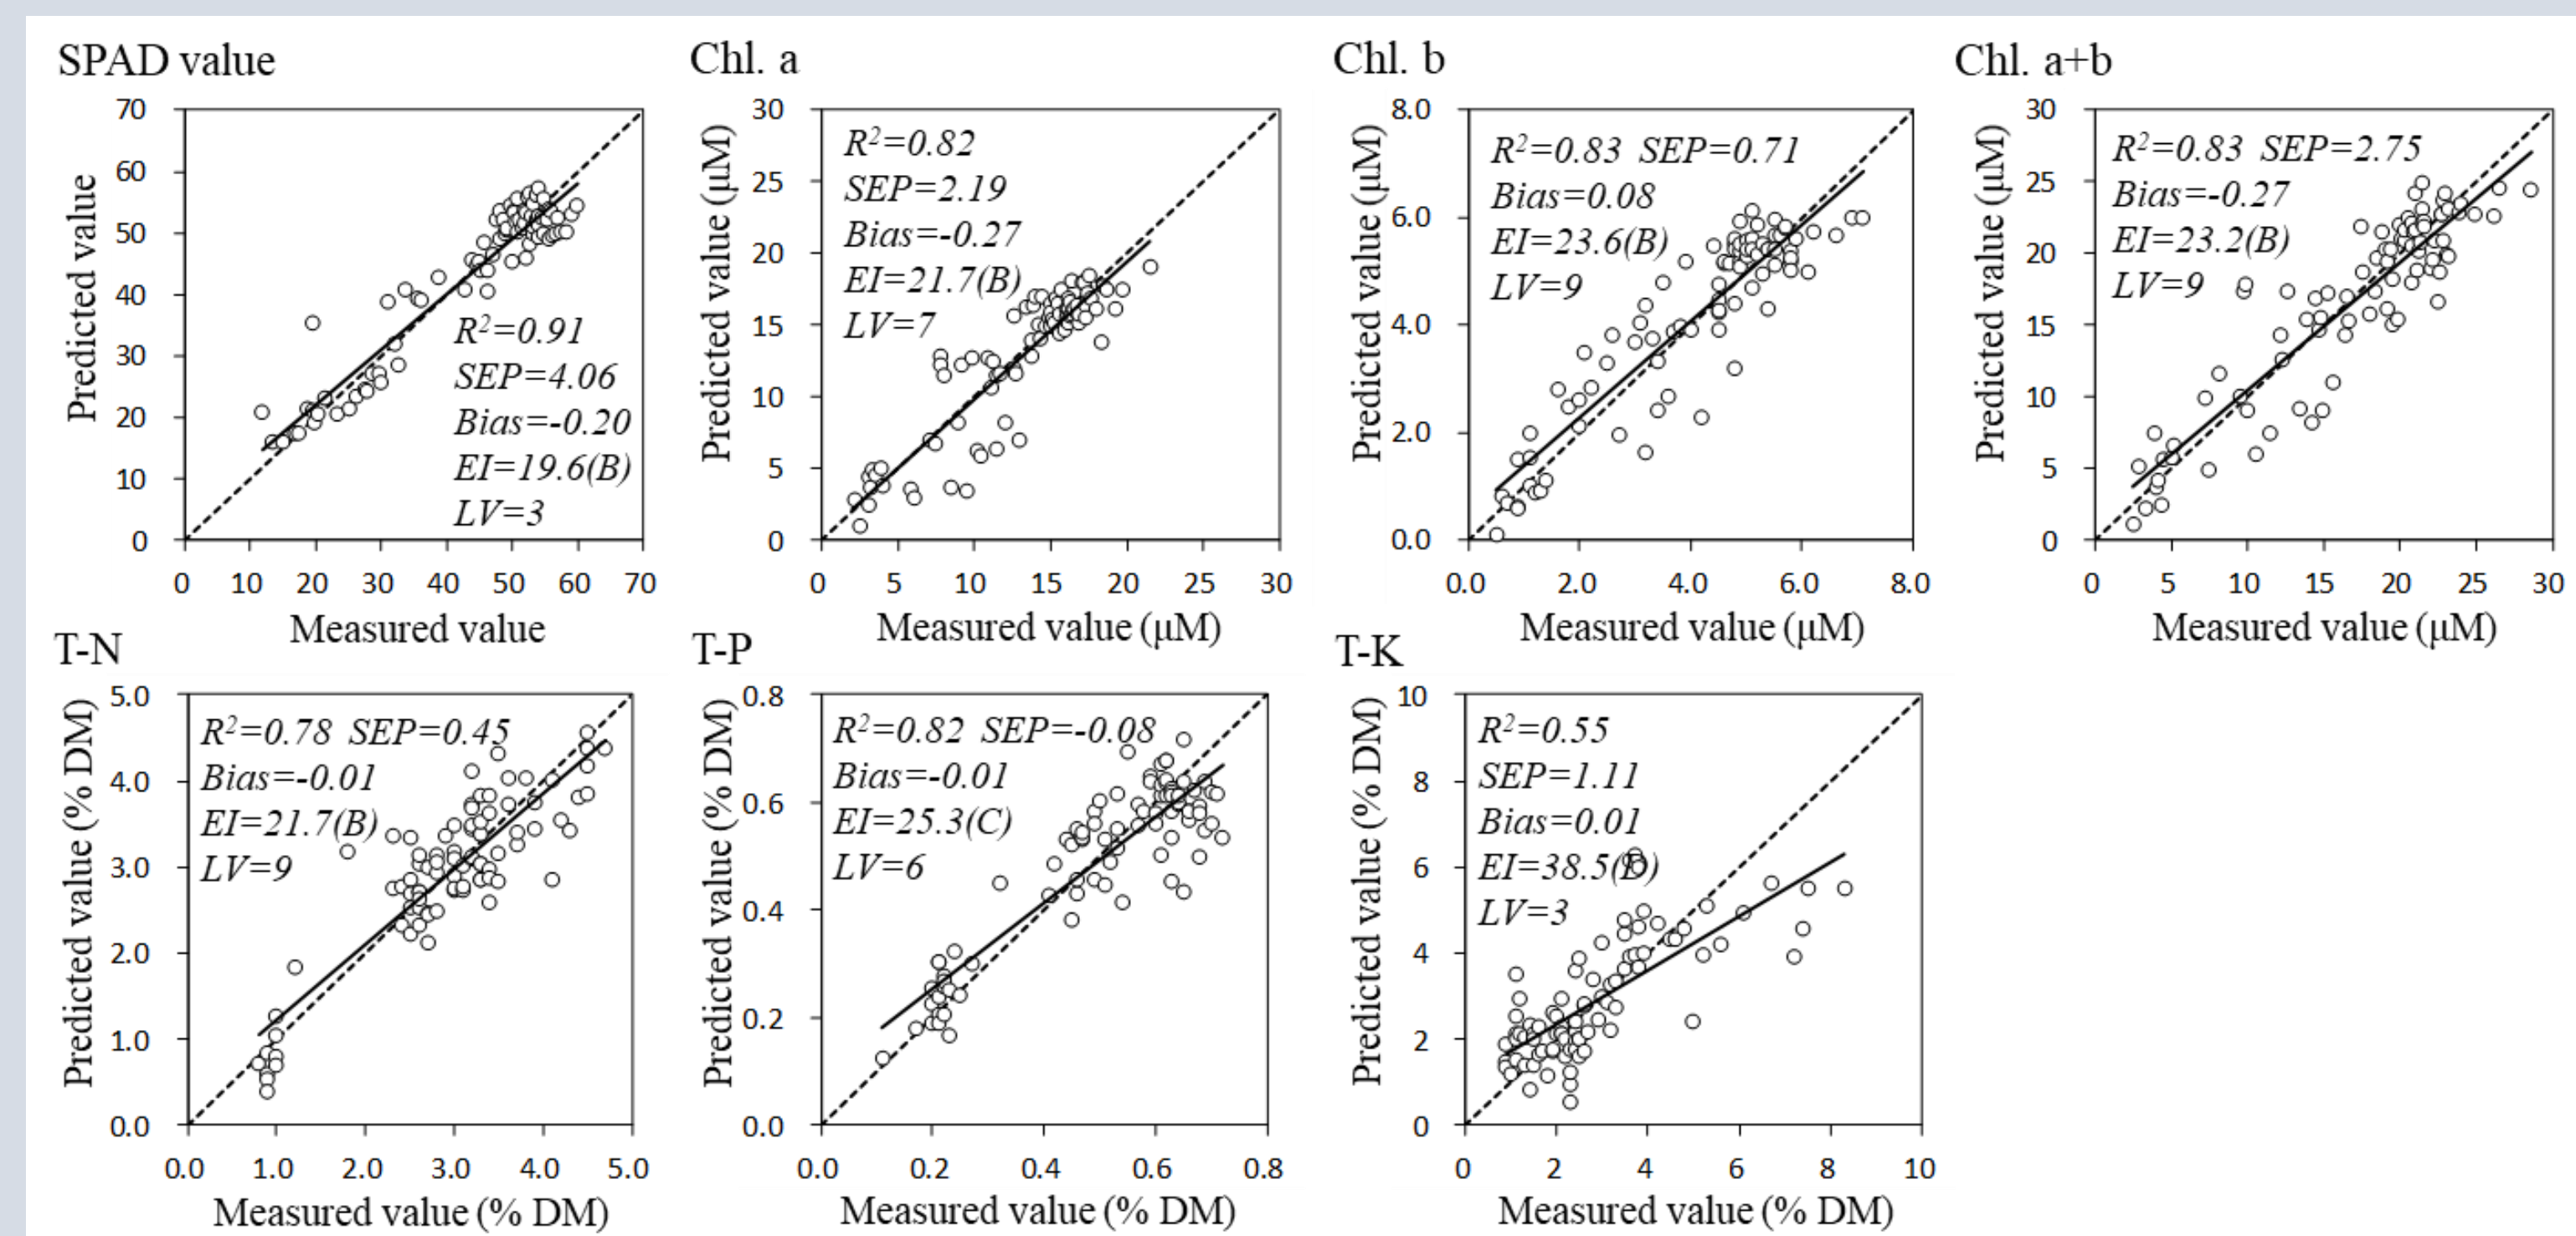 SPAD value
Predicted value
70
60
50
40
30
20
10
0
R²=0.91
SEP=4.06
Bias=-0.20
EI=19.6(B)
LV=3
0 10 20 30 40 50 60 70
Measured value
Chl. a
Predicted value (μM)
30
25
20
15
10
5
0
R²=0.82
SEP=2.19
Bias=-0.27
EI=21.7(B)
LV=7
0 5 10 15 20 25 30
Measured value (μM)
Chl. b
Predicted value (μM)
8.0
6.0
4.0
2.0
0.0
R²=0.83 SEP=0.71
Bias=0.08
EI=23.6(B)
LV=9
0.0 2.0 4.0 6.0 8.0
Measured value (μM)
Chl. a+b
Predicted value (μM)
30
25
20
15
10
5
0
R²=0.83 SEP=2.75
Bias=-0.27
EI=23.2(B)
LV=9
0 5 10 15 20 25 30
Measured value (μM)
T-N
Predicted value (% DM)
5.0
4.0
3.0
2.0
1.0
0.0
R²=0.78 SEP=0.45
Bias=-0.01
EI=21.7(B)
LV=9
0.0 1.0 2.0 3.0 4.0 5.0
Measured value (% DM)
T-P
Predicted value (% DM)
0.8
0.6
0.4
0.2
0.0
R²=0.82 SEP=-0.08
Bias=-0.01
EI=25.3(C)
LV=6
0.0 0.2 0.4 0.6 0.8
Measured value (% DM)
T-K
Predicted value (% DM)
10
8
6
4
2
0
R²=0.55
SEP=1.11
Bias=0.01
EI=38.5(D)
LV=3
0 2 4 6 8 10
Measured value (% DM)